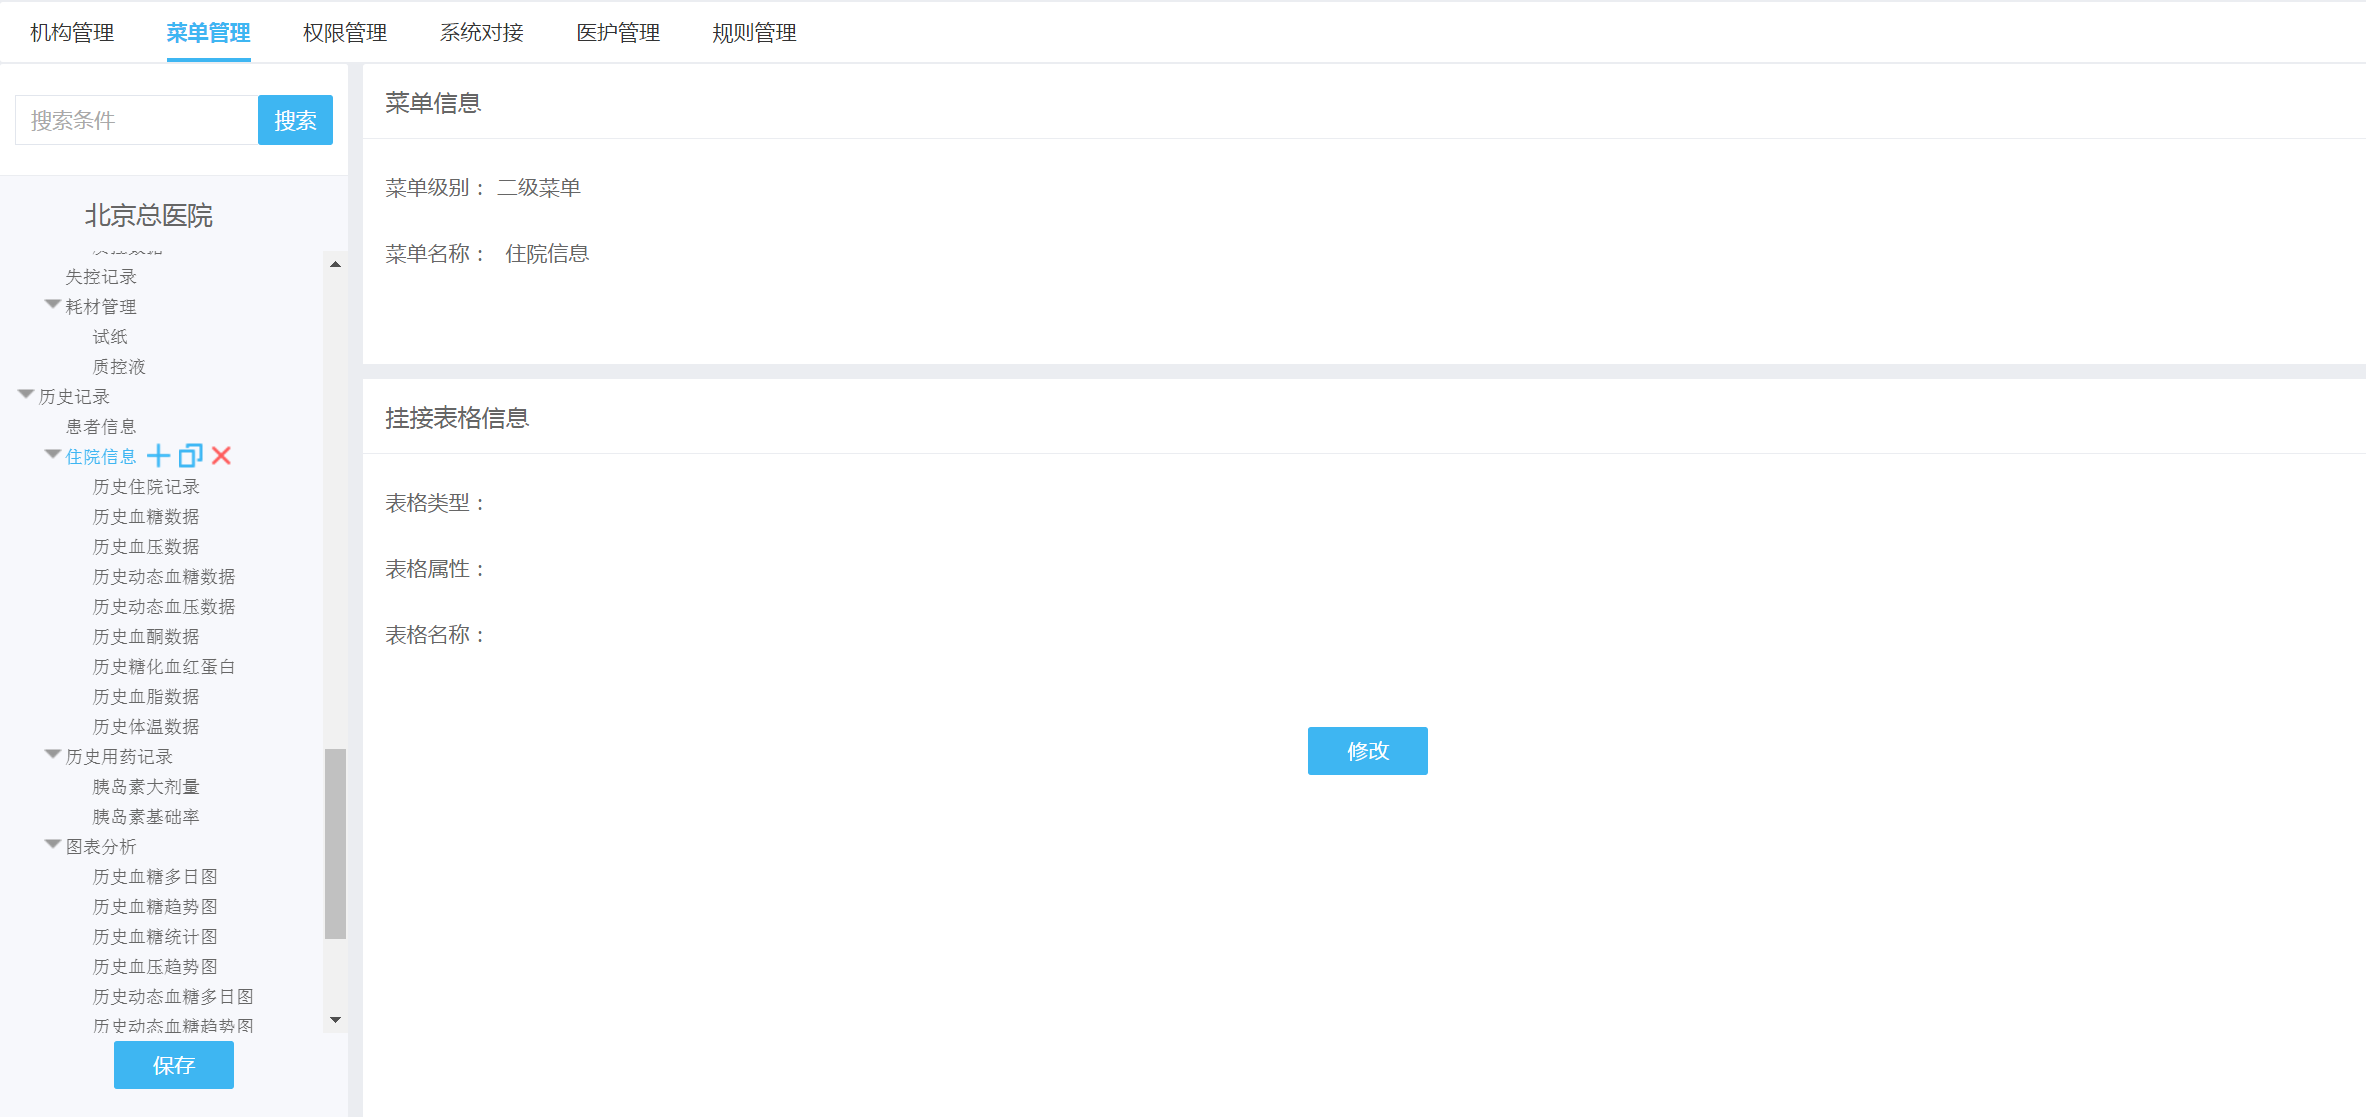 机构管理 菜单管理 权限管理 系统对接 医护管理 规则管理
搜索条件 搜索
北京总医院
失控记录
耗材管理
试纸
质控液
历史记录
患者信息
住院信息
历史住院记录
历史血糖数据
历史血压数据
历史动态血糖数据
历史动态血压数据
历史血酮数据
历史糖化血红蛋白
历史血脂数据
历史体温数据
历史用药记录
胰岛素大剂量
胰岛素基础率
图表分析
历史血糖多日图
历史血糖趋势图
历史血糖统计图
历史血压趋势图
历史动态血糖多日图
历史动态血糖趋势图
保存
菜单信息
菜单级别： 二级菜单
菜单名称： 住院信息
挂接表格信息
表格类型：
表格属性：
表格名称：
修改